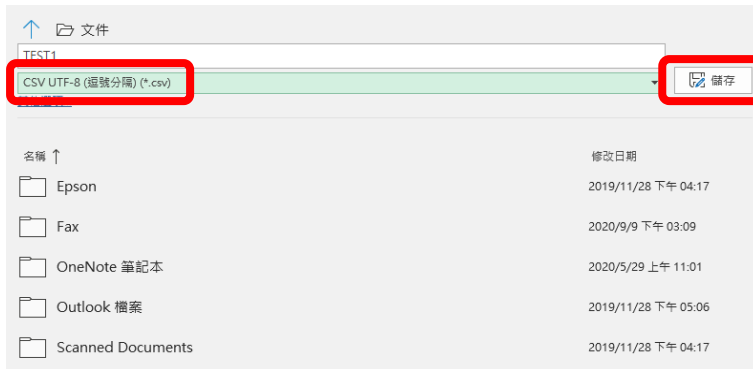 文件
TEST1
CSV UTF-8 (逗號分隔) (*.csv)
儲存
名稱 ↑ 修改日期
Epson 2019/11/28 下午 04:17
Fax 2020/9/9 下午 03:09
OneNote 筆記本 2020/5/29 上午 11:01
Outlook 檔案 2019/11/28 下午 05:06
Scanned Documents 2019/11/28 下午 04:17